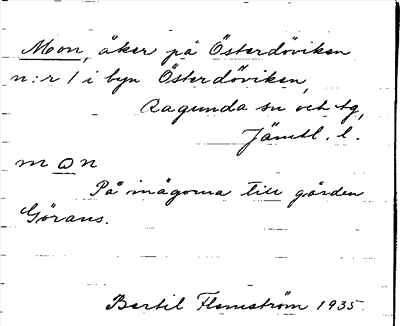 Mon, åker på Österdöviken
n:r 1 i byn Österdöviken,
Ragunda sn och tg,
Jämtl. l.
m o n
På inägorna till gården
Görans.
Bertil Flemström 1935